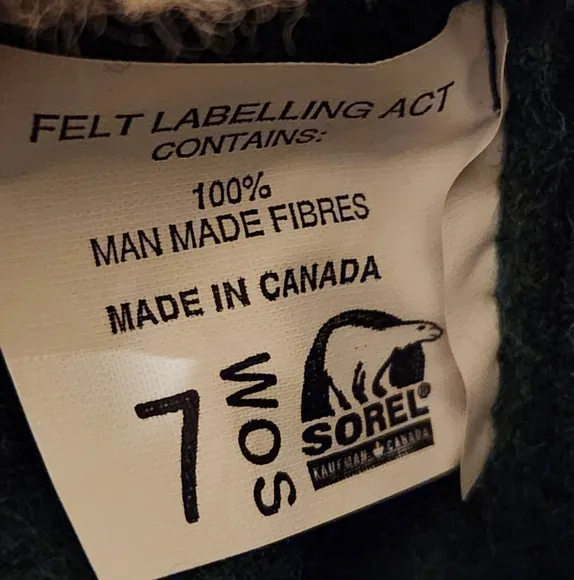 FELT LABELLING ACT
CONTAINS:
100%
MAN MADE FIBRES
MADE IN CANADA
7
WOS
SOREL®
KAUFMAN CANADA